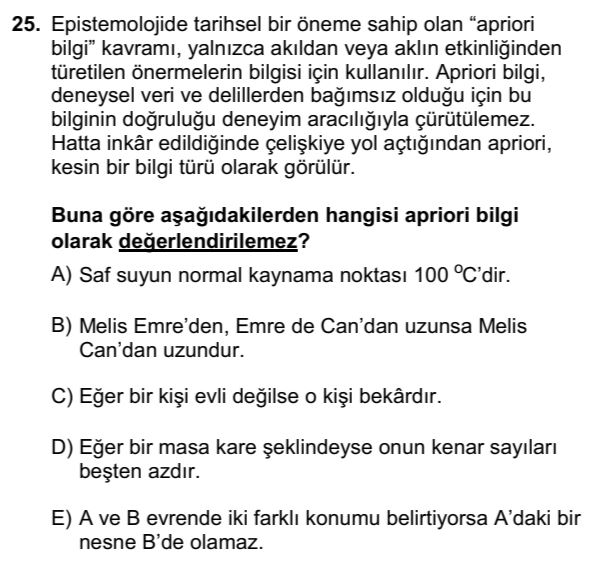 25. Epistemolojide tarihsel bir öneme sahip olan “apriori
bilgi” kavramı, yalnızca akıldan veya aklın etkinliğinden
türetilen önermelerin bilgisi için kullanılır. Apriori bilgi,
deneysel veri ve delillerden bağımsız olduğu için bu
bilginin doğruluğu deneyim aracılığıyla çürütülemez.
Hatta inkâr edildiğinde çelişkiye yol açtığından apriori,
kesin bir bilgi türü olarak görülür.
Buna göre aşağıdakilerden hangisi apriori bilgi
olarak değerlendirilemez?
A) Saf suyun normal kaynama noktası 100 ºC’dir.
B) Melis Emre’den, Emre de Can’dan uzunsa Melis
Can’dan uzundur.
C) Eğer bir kişi evli değilse o kişi bekârdır.
D) Eğer bir masa kare şeklindeyse onun kenar sayıları
beşten azdır.
E) A ve B evrende iki farklı konumu belirtiyorsa A’daki bir
nesne B’de olamaz.